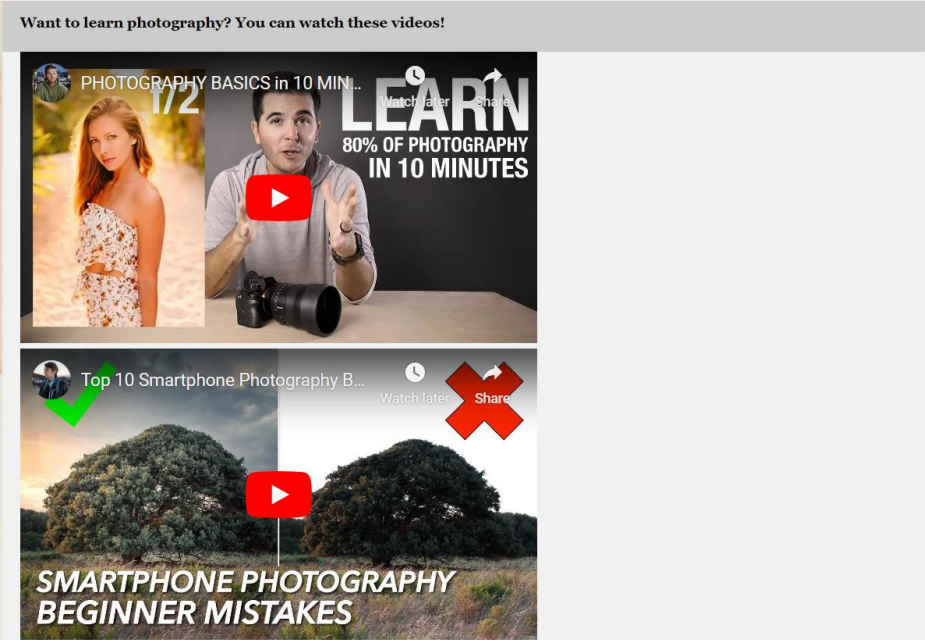 Want to learn photography? You can watch these videos!
PHOTOGRAPHY BASICS in 10 MIN...
Watch later
Share
f/2
LEARN
80% OF PHOTOGRAPHY
IN 10 MINUTES
Top 10 Smartphone Photography B...
Watch later
Share
SMARTPHONE PHOTOGRAPHY
BEGINNER MISTAKES